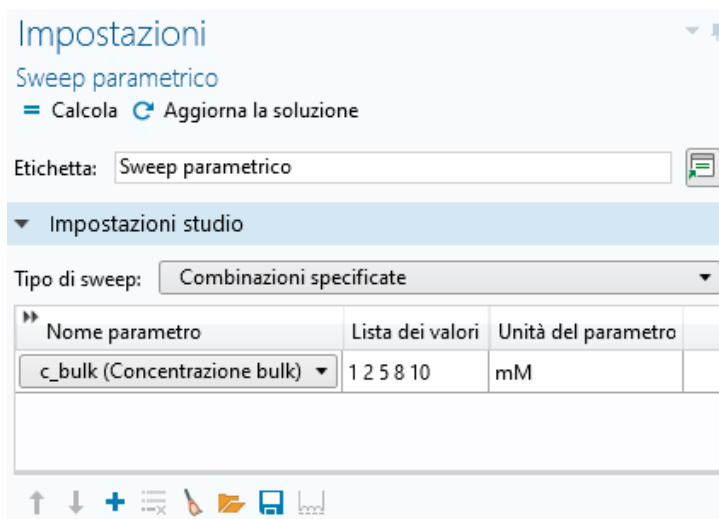 Impostazioni
Sweep parametrico
= Calcola Aggiorna la soluzione
Etichetta: Sweep parametrico
Impostazioni studio
Tipo di sweep: Combinazioni specificate
Nome parametro Lista dei valori Unità del parametro
c_bulk (Concentrazione bulk) 1 2 5 8 10 mM